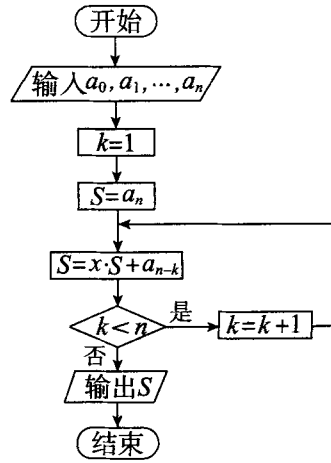 开始
输入a₀,a₁,…,aₙ
k=1
S=aₙ
S=x·S+aₙ₋ₖ
k<n
是
k=k+1
否
输出S
结束